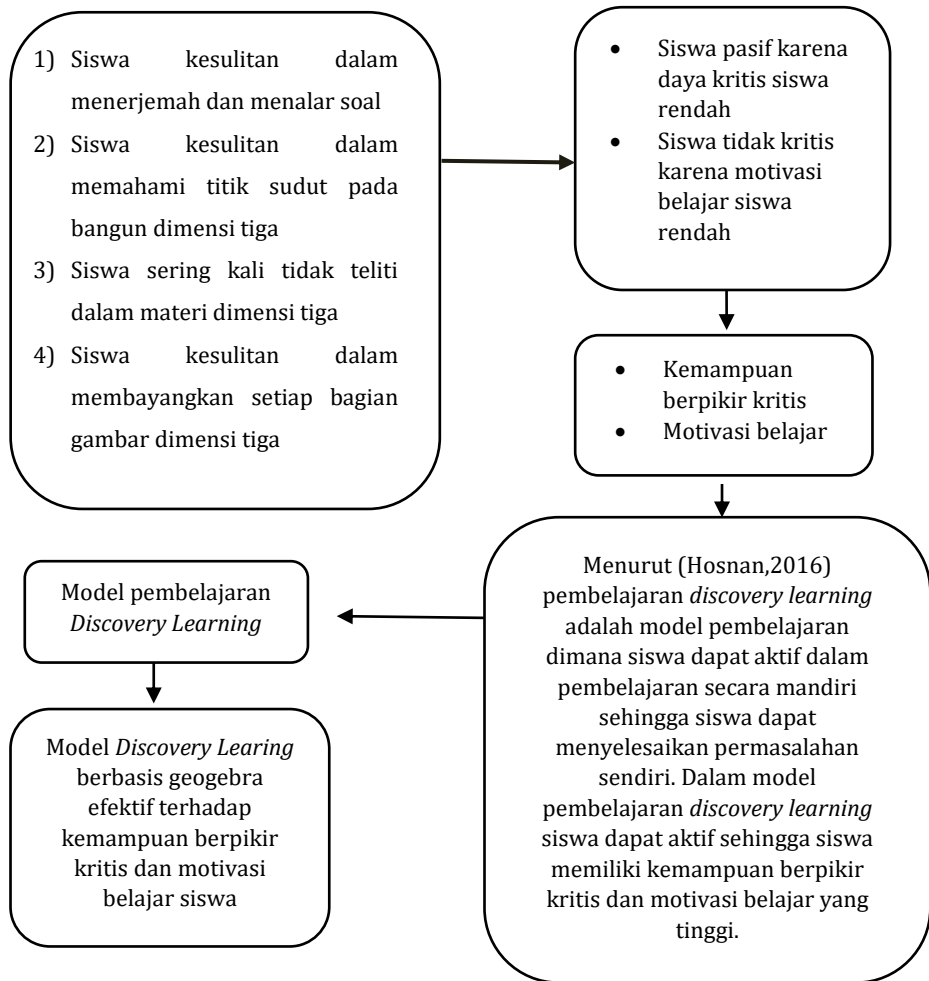 1) Siswa kesulitan dalam
menerjemah dan menalar soal
2) Siswa kesulitan dalam
memahami titik sudut pada
bangun dimensi tiga
3) Siswa sering kali tidak teliti
dalam materi dimensi tiga
4) Siswa kesulitan dalam
membayangkan setiap bagian
gambar dimensi tiga
• Siswa pasif karena
daya kritis siswa
rendah
• Siswa tidak kritis
karena motivasi
belajar siswa
rendah
• Kemampuan
berpikir kritis
• Motivasi belajar
Menurut (Hosnan,2016)
pembelajaran discovery learning
adalah model pembelajaran
dimana siswa dapat aktif dalam
pembelajaran secara mandiri
sehingga siswa dapat
menyelesaikan permasalahan
sendiri. Dalam model
pembelajaran discovery learning
siswa dapat aktif sehingga siswa
memiliki kemampuan berpikir
kritis dan motivasi belajar yang
tinggi.
Model pembelajaran
Discovery Learning
Model Discovery Learing
berbasis geogebra
efektif terhadap
kemampuan berpikir
kritis dan motivasi
belajar siswa